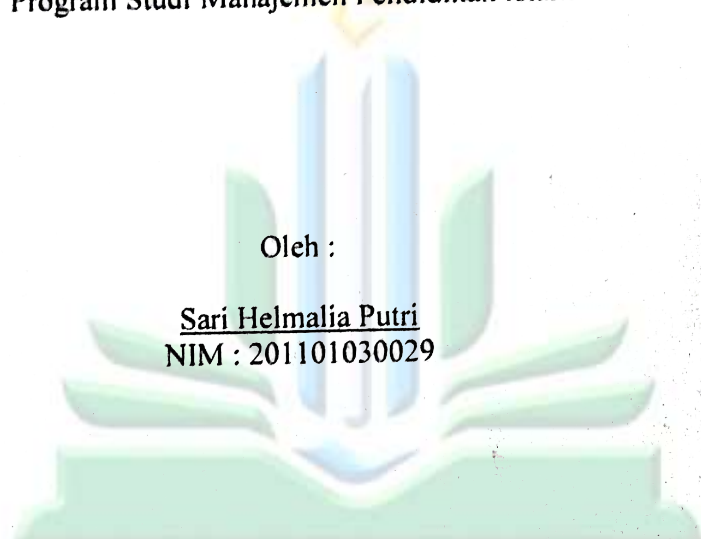 Program Studi Manajemen Pendidikan
Oleh :
Sari Helmalia Putri
NIM : 201101030029